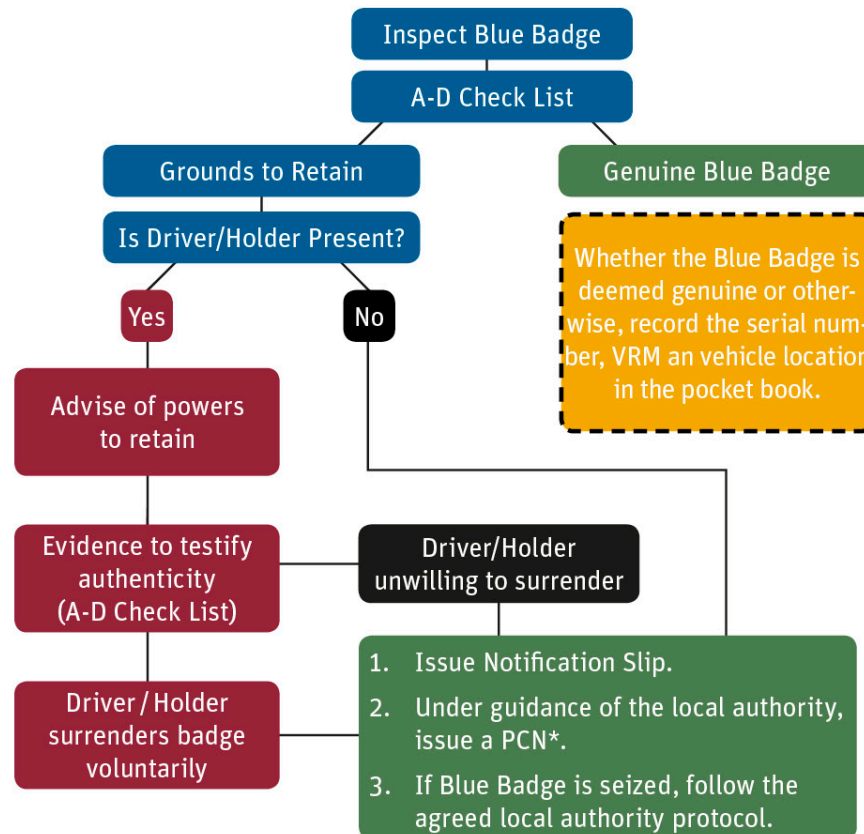 Inspect Blue Badge
A-D Check List
Grounds to Retain
Genuine Blue Badge
Is Driver/Holder Present?
Whether the Blue Badge is
deemed genuine or other-
wise, record the serial num-
ber, VRM an vehicle location
in the pocket book.
Yes
No
Advise of powers
to retain
Evidence to testify
authenticity
(A-D Check List)
Driver/Holder
unwilling to surrender
Driver/Holder
surrenders badge
voluntarily
1. Issue Notification Slip.
2. Under guidance of the local authority,
issue a PCN*.
3. If Blue Badge is seized, follow the
agreed local authority protocol.